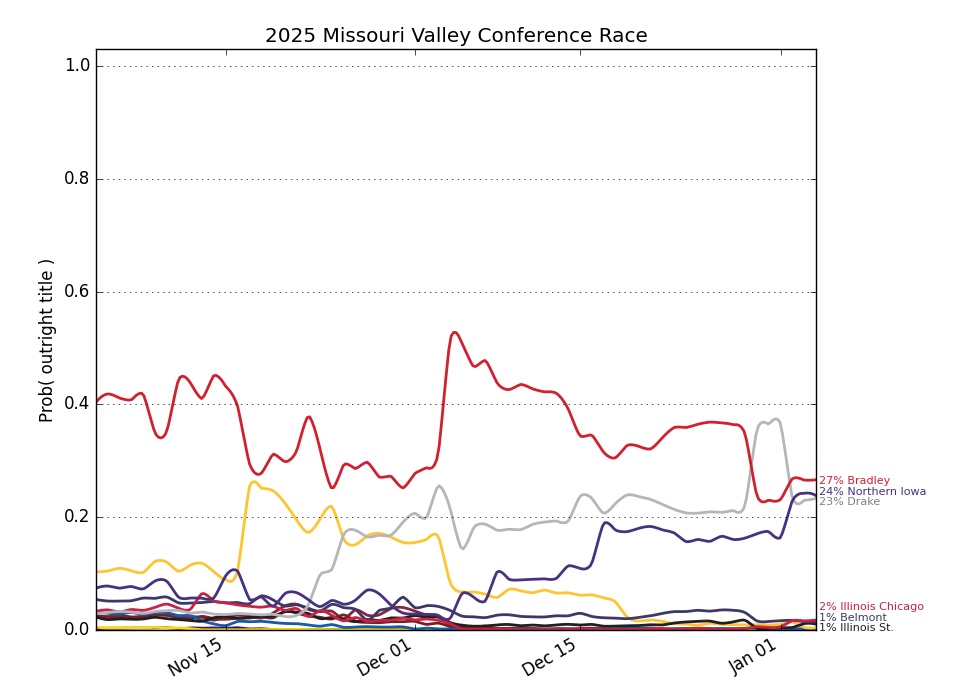 2025 Missouri Valley Conference Race
1.0
0.8
0.6
0.4
0.2
0.0
Prob( outright title )
27% Bradley
24% Northern Iowa
23% Drake
2% Illinois Chicago
1% Belmont
1% Illinois St.
Nov 15
Dec 01
Dec 15
Jan 01